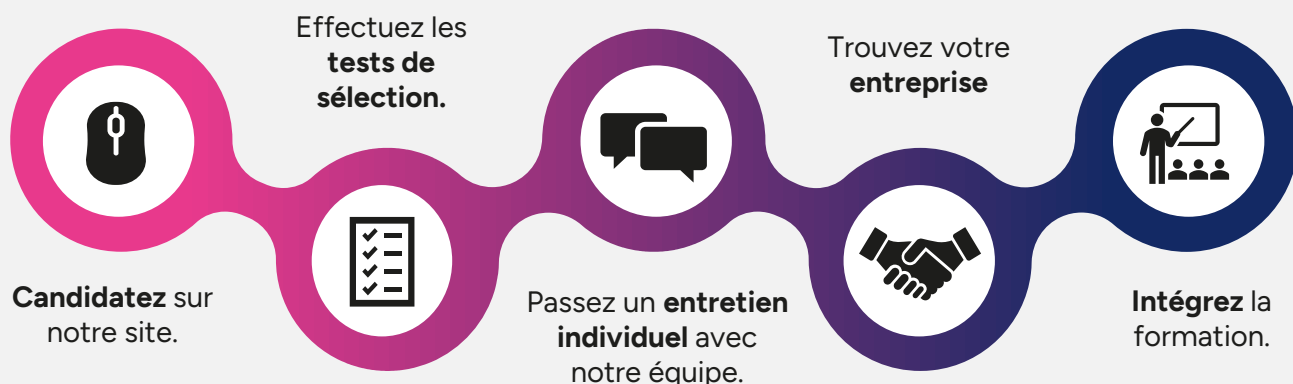 Candidatez sur
notre site.
Effectuez les
tests de
sélection.
Passez un entretien
individuel avec
notre équipe.
Trouvez votre
entreprise
Intégrez la
formation.